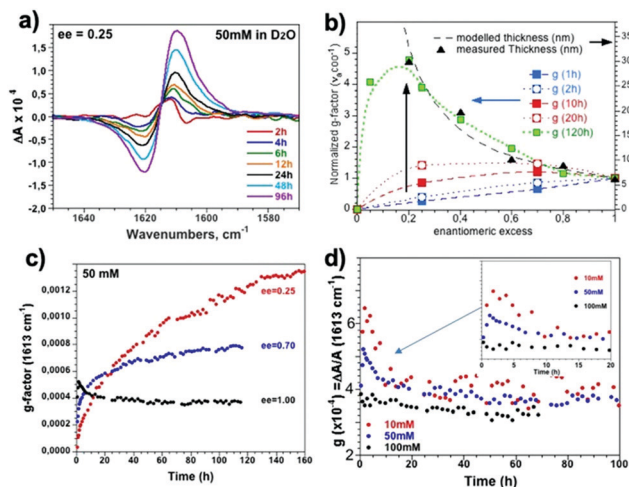 a)
ee = 0.25
50mM in D2O
ΔA x 10⁴
1,5
1,0
0,5
0,0
-0,5
-1,0
-1,5
-2,0
2h
4h
6h
12h
24h
48h
96h
1640
1620
1600
1580
Wavenumbers, cm⁻¹
b)
Normalized g-factor (νₐcoo⁻)
modelled thickness (nm)
measured Thickness (nm)
g (1h)
g (2h)
g (10h)
g (20h)
g (120h)
5
4
3
2
1
0
35
30
25
20
15
10
5
0
0
0.2
0.4
0.6
0.8
1
enantiomeric excess
c)
50 mM
g-factor (1613 cm⁻¹)
0,0012
0,0010
0,0008
0,0006
0,0004
0,0002
0,0000
ee=0.25
ee=0.70
ee=1.00
0
20
40
60
80
100
120
140
160
Time (h)
d)
g (x10⁻⁴) =ΔA/A (1613 cm⁻¹)
8
6
4
2
10mM
50mM
100mM
0
5
10
15
20
Time (h)
10mM
50mM
100mM
0
20
40
60
80
100
Time (h)